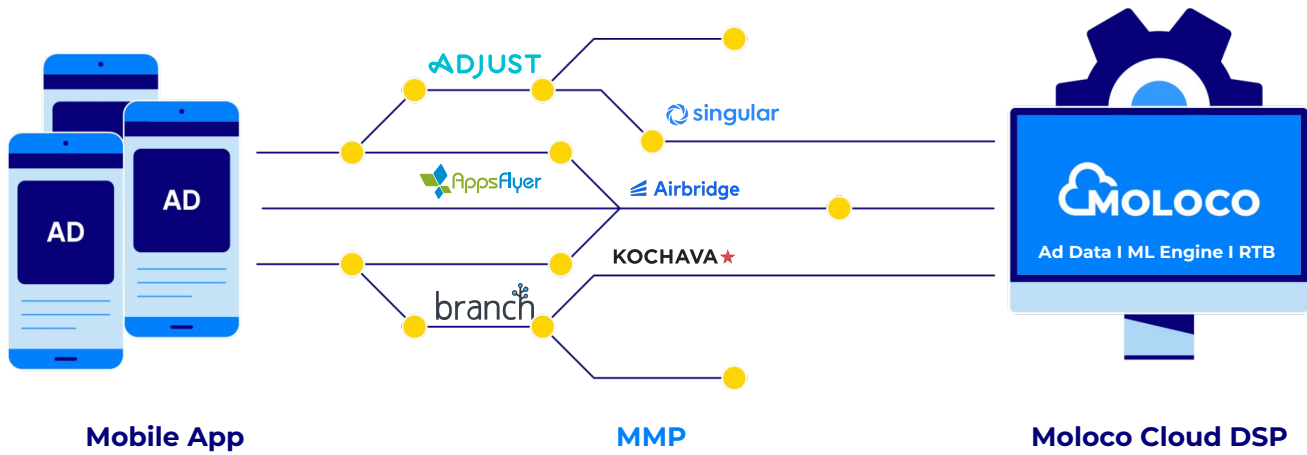 ADJUST
singular
AppsFlyer
Airbridge
KOCHAVA
branch
AD
AD
MOLOCO
Ad Data I ML Engine I RTB
Mobile App
MMP
Moloco Cloud DSP